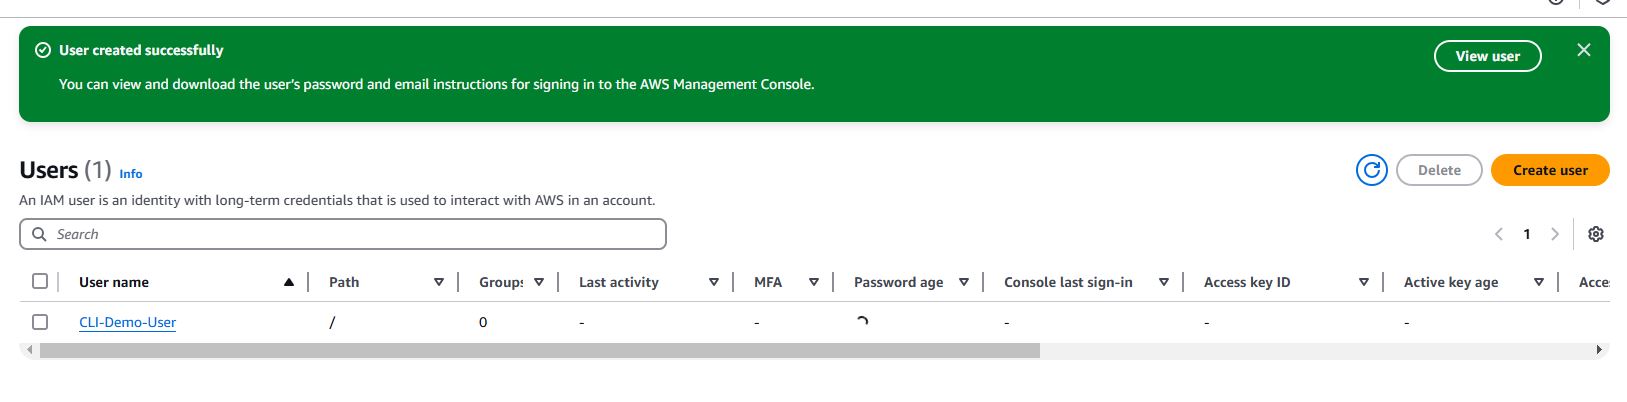 User created successfully
View user
You can view and download the user's password and email instructions for signing in to the AWS Management Console.
Users (1) Info
Delete
Create user
An IAM user is an identity with long-term credentials that is used to interact with AWS in an account.
Search
1
User name Path Groups Last activity MFA Password age Console last sign-in Access key ID Active key age Acce
CLI-Demo-User / 0 - - - - -